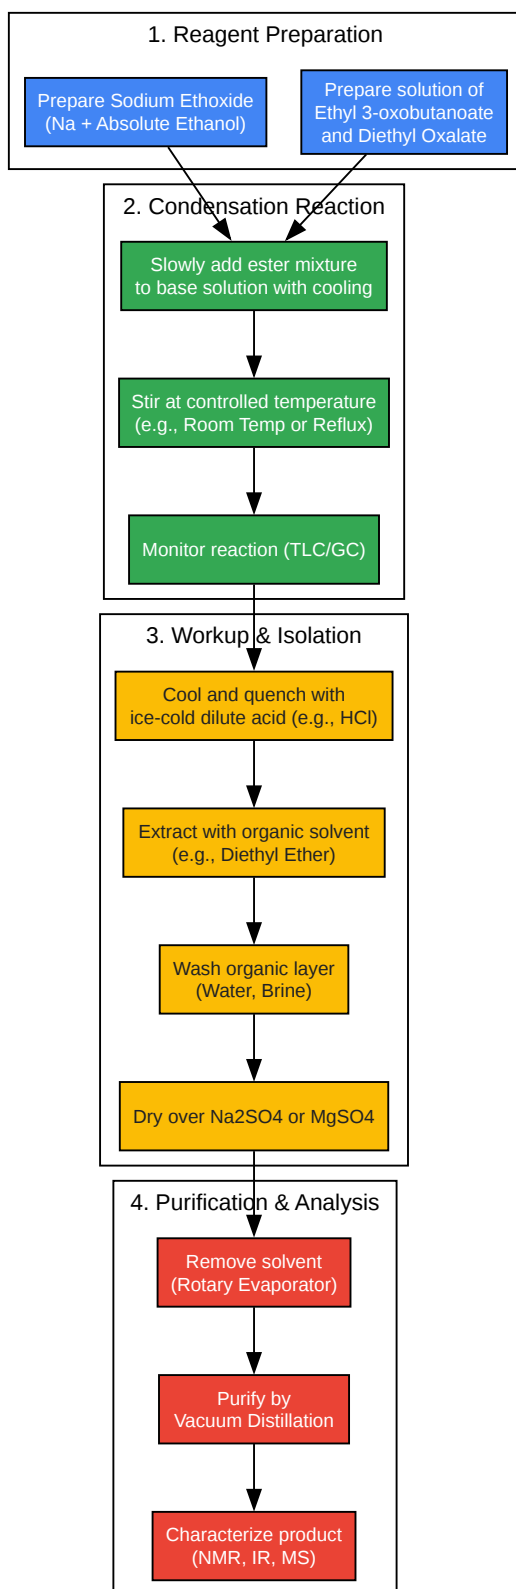 1. Reagent Preparation
Prepare Sodium Ethoxide
(Na + Absolute Ethanol)
Prepare solution of
Ethyl 3-oxobutanoate
and Diethyl Oxalate
2. Condensation Reaction
Slowly add ester mixture
to base solution with cooling
Stir at controlled temperature
(e.g., Room Temp or Reflux)
Monitor reaction (TLC/GC)
3. Workup & Isolation
Cool and quench with
ice-cold dilute acid (e.g., HCl)
Extract with organic solvent
(e.g., Diethyl Ether)
Wash organic layer
(Water, Brine)
Dry over Na2SO4 or MgSO4
4. Purification & Analysis
Remove solvent
(Rotary Evaporator)
Purify by
Vacuum Distillation
Characterize product
(NMR, IR, MS)